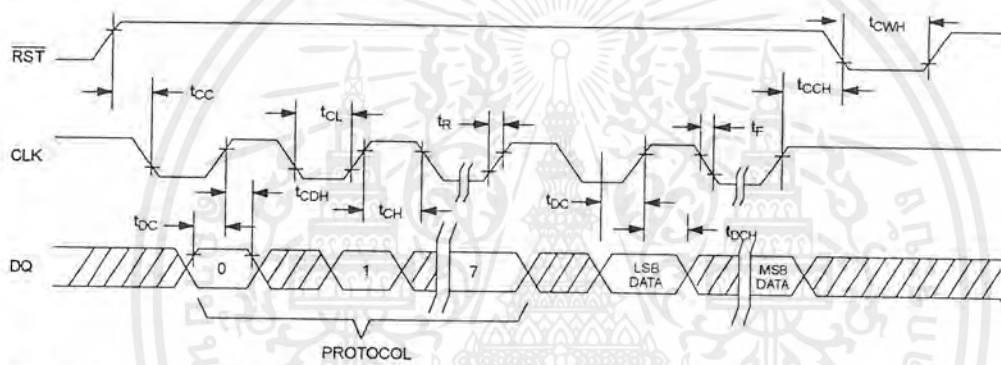 tCWH
RST
tCC
tCCH
tCL
tR
tF
CLK
tCDH
tDC
tCH
tDC
tDCH
DQ
0
1
7
LSB
DATA
MSB
DATA
PROTOCOL